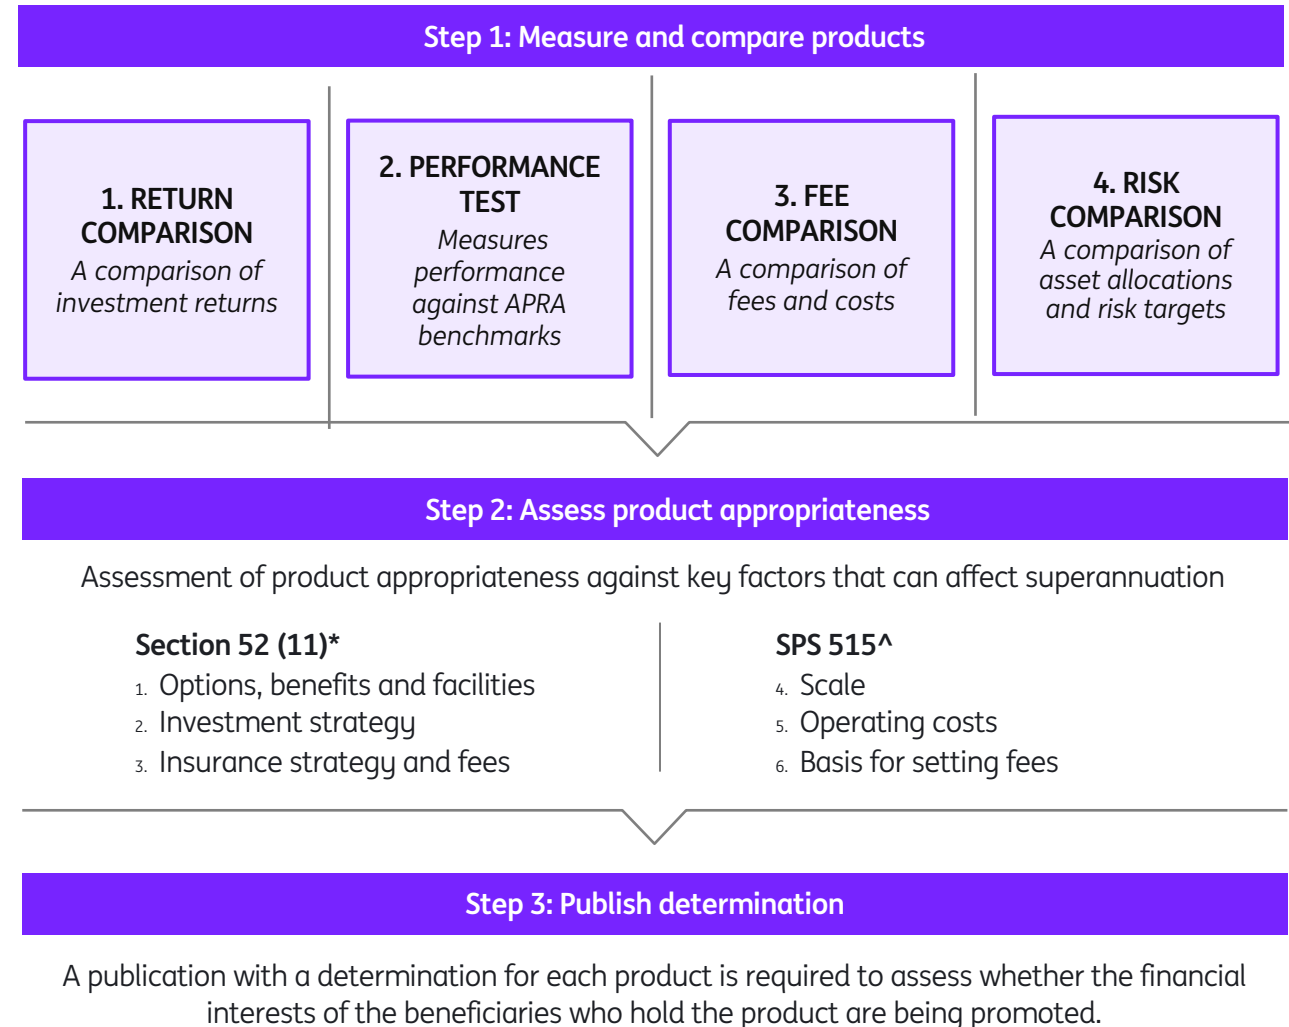 Step 1: Measure and compare products
1. RETURN
COMPARISON
A comparison of
investment returns
2. PERFORMANCE
TEST
Measures
performance
against APRA
benchmarks
3. FEE
COMPARISON
A comparison of
fees and costs
4. RISK
COMPARISON
A comparison of
asset allocations
and risk targets
Step 2: Assess product appropriateness
Assessment of product appropriateness against key factors that can affect superannuation
Section 52 (11)*
1. Options, benefits and facilities
2. Investment strategy
3. Insurance strategy and fees
SPS 515^
4. Scale
5. Operating costs
6. Basis for setting fees
Step 3: Publish determination
A publication with a determination for each product is required to assess whether the financial
interests of the beneficiaries who hold the product are being promoted.